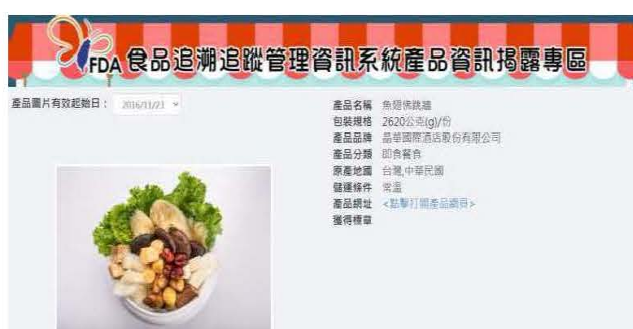 FDA 食品追溯追蹤管理資訊系統產品資訊揭露專區
產品圖片有效起始日： 2016/11/21
產品名稱 魚翅佛跳牆
包裝規格 2620公克(g)/份
產品品牌 晶華國際酒店股份有限公司
產品分類 即食餐食
原產地國 台灣,中華民國
儲運條件 常溫
產品網址 <點擊打開產品網頁>
獲得標章